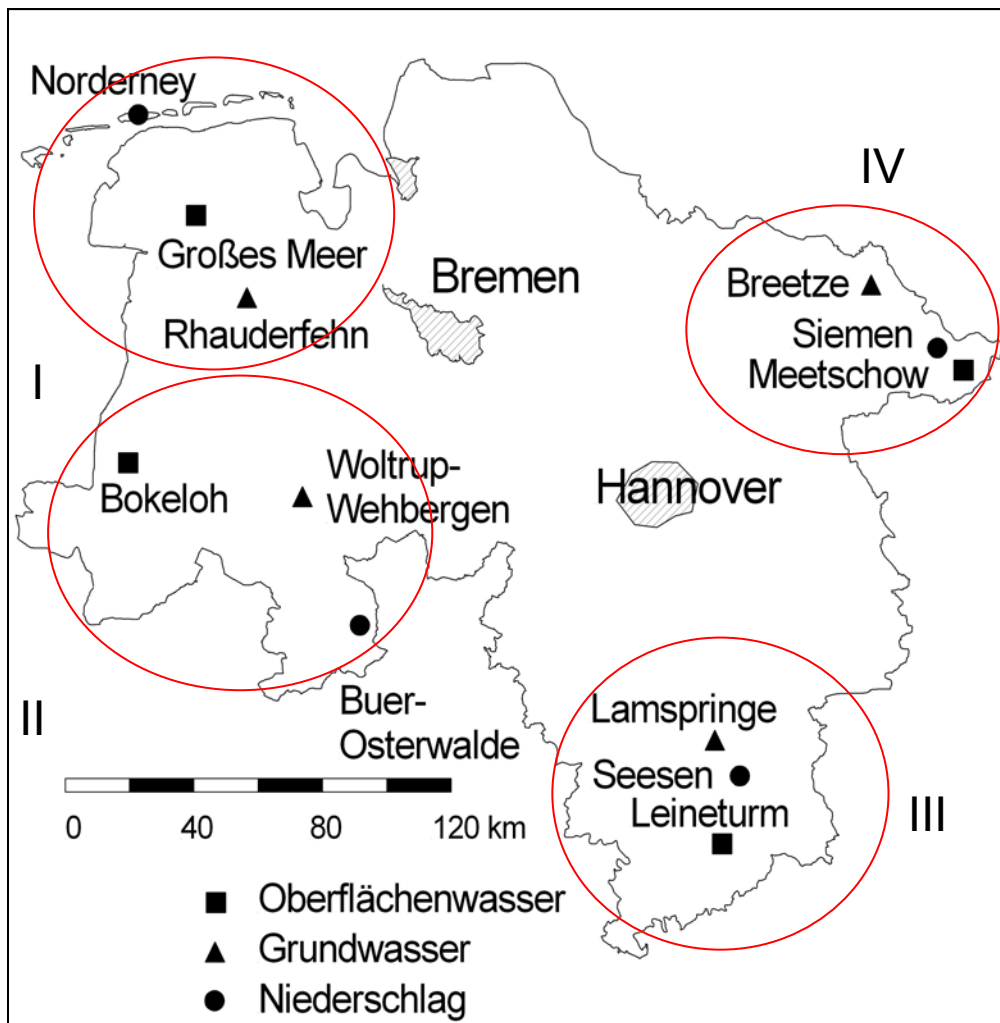 Norderney
IV
Großes Meer
Bremen
Breetze
Rhauderfehn
Siemen
Meetschow
I
Woltrup-
Wehbergen
Bokeloh
Hannover
II
Lamspringe
Buer-
Osterwalde
Seesen
Leineturm
III
0 40 80 120 km
Oberflächenwasser
Grundwasser
Niederschlag